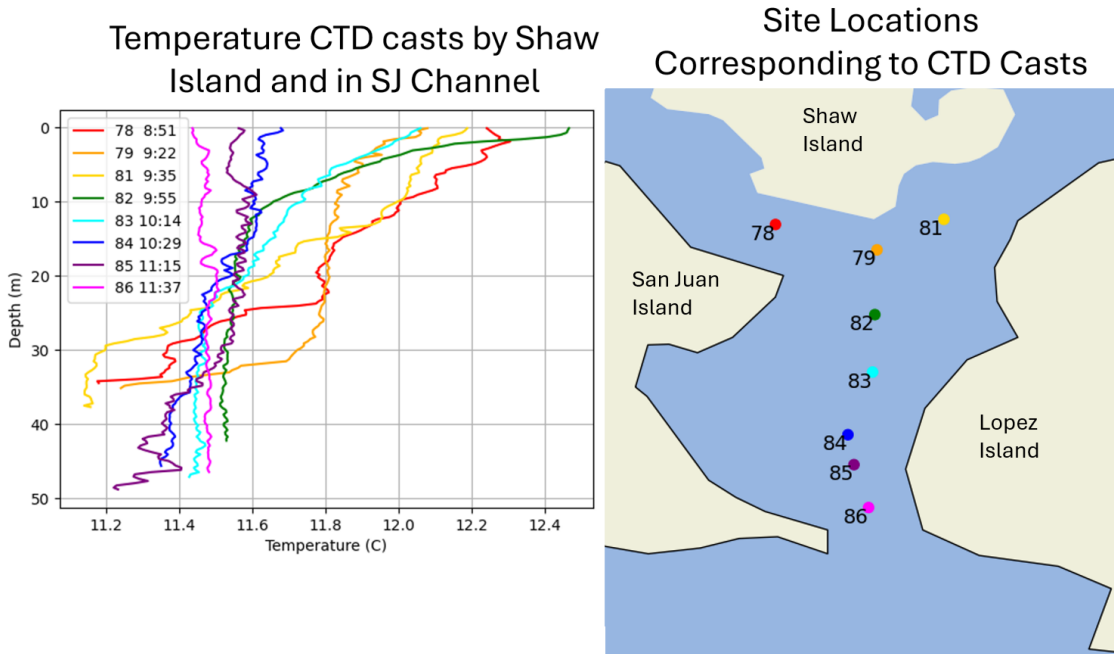 Temperature CTD casts by Shaw
Island and in SJ Channel
0
10
20
30
40
50
Depth (m)
78 8:51
79 9:22
81 9:35
82 9:55
83 10:14
84 10:29
85 11:15
86 11:37
11.2
11.4
11.6
11.8
12.0
12.2
12.4
Temperature (C)
Site Locations
Corresponding to CTD Casts
Shaw
Island
78
81
79
San Juan
Island
82
83
Lopez
Island
84
85
86